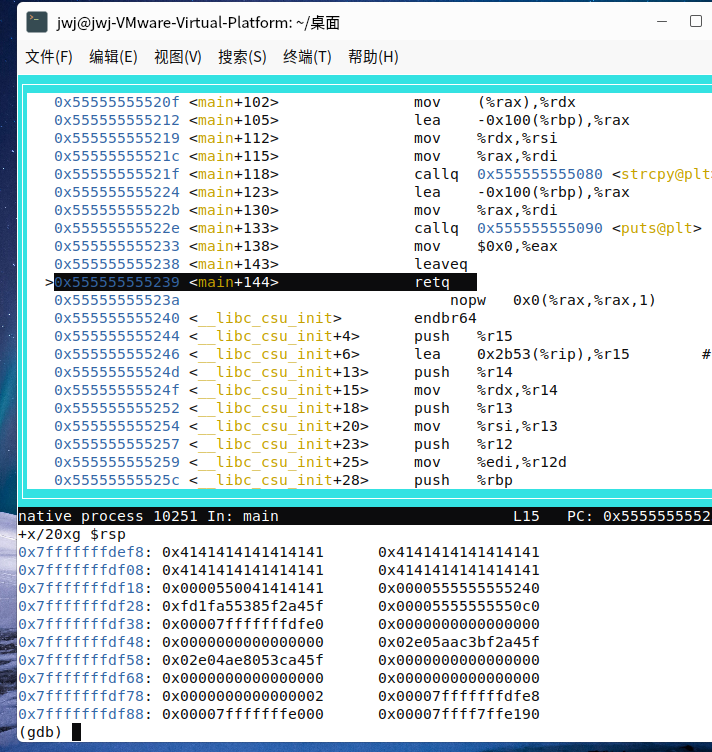 jwj@jwj-VMware-Virtual-Platform: ~/桌面
文件(F) 编辑(E) 视图(V) 搜索(S) 终端(T) 帮助(H)
0x55555555520f <main+102> mov (%rax),%rdx
0x555555555212 <main+105> lea -0x100(%rbp),%rax
0x555555555219 <main+112> mov %rdx,%rsi
0x55555555521c <main+115> mov %rax,%rdi
0x55555555521f <main+118> callq 0x555555555080 <strcpy@plt>
0x555555555224 <main+123> lea -0x100(%rbp),%rax
0x55555555522b <main+130> mov %rax,%rdi
0x55555555522e <main+133> callq 0x555555555090 <puts@plt>
0x555555555233 <main+138> mov $0x0,%eax
0x555555555238 <main+143> leaveq
>0x555555555239 <main+144> retq
0x55555555523a nopw 0x0(%rax,%rax,1)
0x555555555240 <__libc_csu_init> endbr64
0x555555555244 <__libc_csu_init+4> push %r15
0x555555555246 <__libc_csu_init+6> lea 0x2b53(%rip),%r15 #
0x55555555524d <__libc_csu_init+13> push %r14
0x55555555524f <__libc_csu_init+15> mov %rdx,%r14
0x555555555252 <__libc_csu_init+18> push %r13
0x555555555254 <__libc_csu_init+20> mov %rsi,%r13
0x555555555257 <__libc_csu_init+23> push %r12
0x555555555259 <__libc_csu_init+25> mov %edi,%r12d
0x55555555525c <__libc_csu_init+28> push %rbp
native process 10251 In: main L15 PC: 0x5555555552
+x/20xg $rsp
0x7fffffffdef8: 0x4141414141414141 0x4141414141414141
0x7fffffffdf08: 0x4141414141414141 0x4141414141414141
0x7fffffffdf18: 0x0000550041414141 0x0000555555555240
0x7fffffffdf28: 0xfd1fa55385f2a45f 0x00005555555550c0
0x7fffffffdf38: 0x00007fffffffdfe0 0x0000000000000000
0x7fffffffdf48: 0x0000000000000000 0x02e05aac3bf2a45f
0x7fffffffdf58: 0x02e04ae8053ca45f 0x0000000000000000
0x7fffffffdf68: 0x0000000000000000 0x0000000000000000
0x7fffffffdf78: 0x0000000000000002 0x00007fffffffdfe8
0x7fffffffdf88: 0x00007fffffffe000 0x00007ffff7ffe190
(gdb)